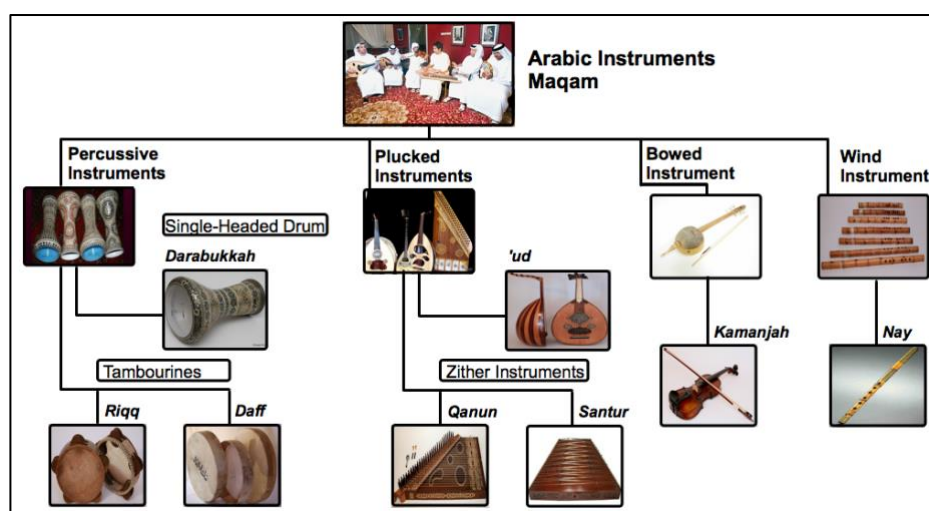 Arabic Instruments
Maqam
Percussive
Instruments
Plucked
Instruments
Bowed
Instrument
Wind
Instrument
Single-Headed Drum
Darabukkah
'ud
Kamanjah
Nay
Tambourines
Zither Instruments
Riqq
Daff
Qanun
Santur